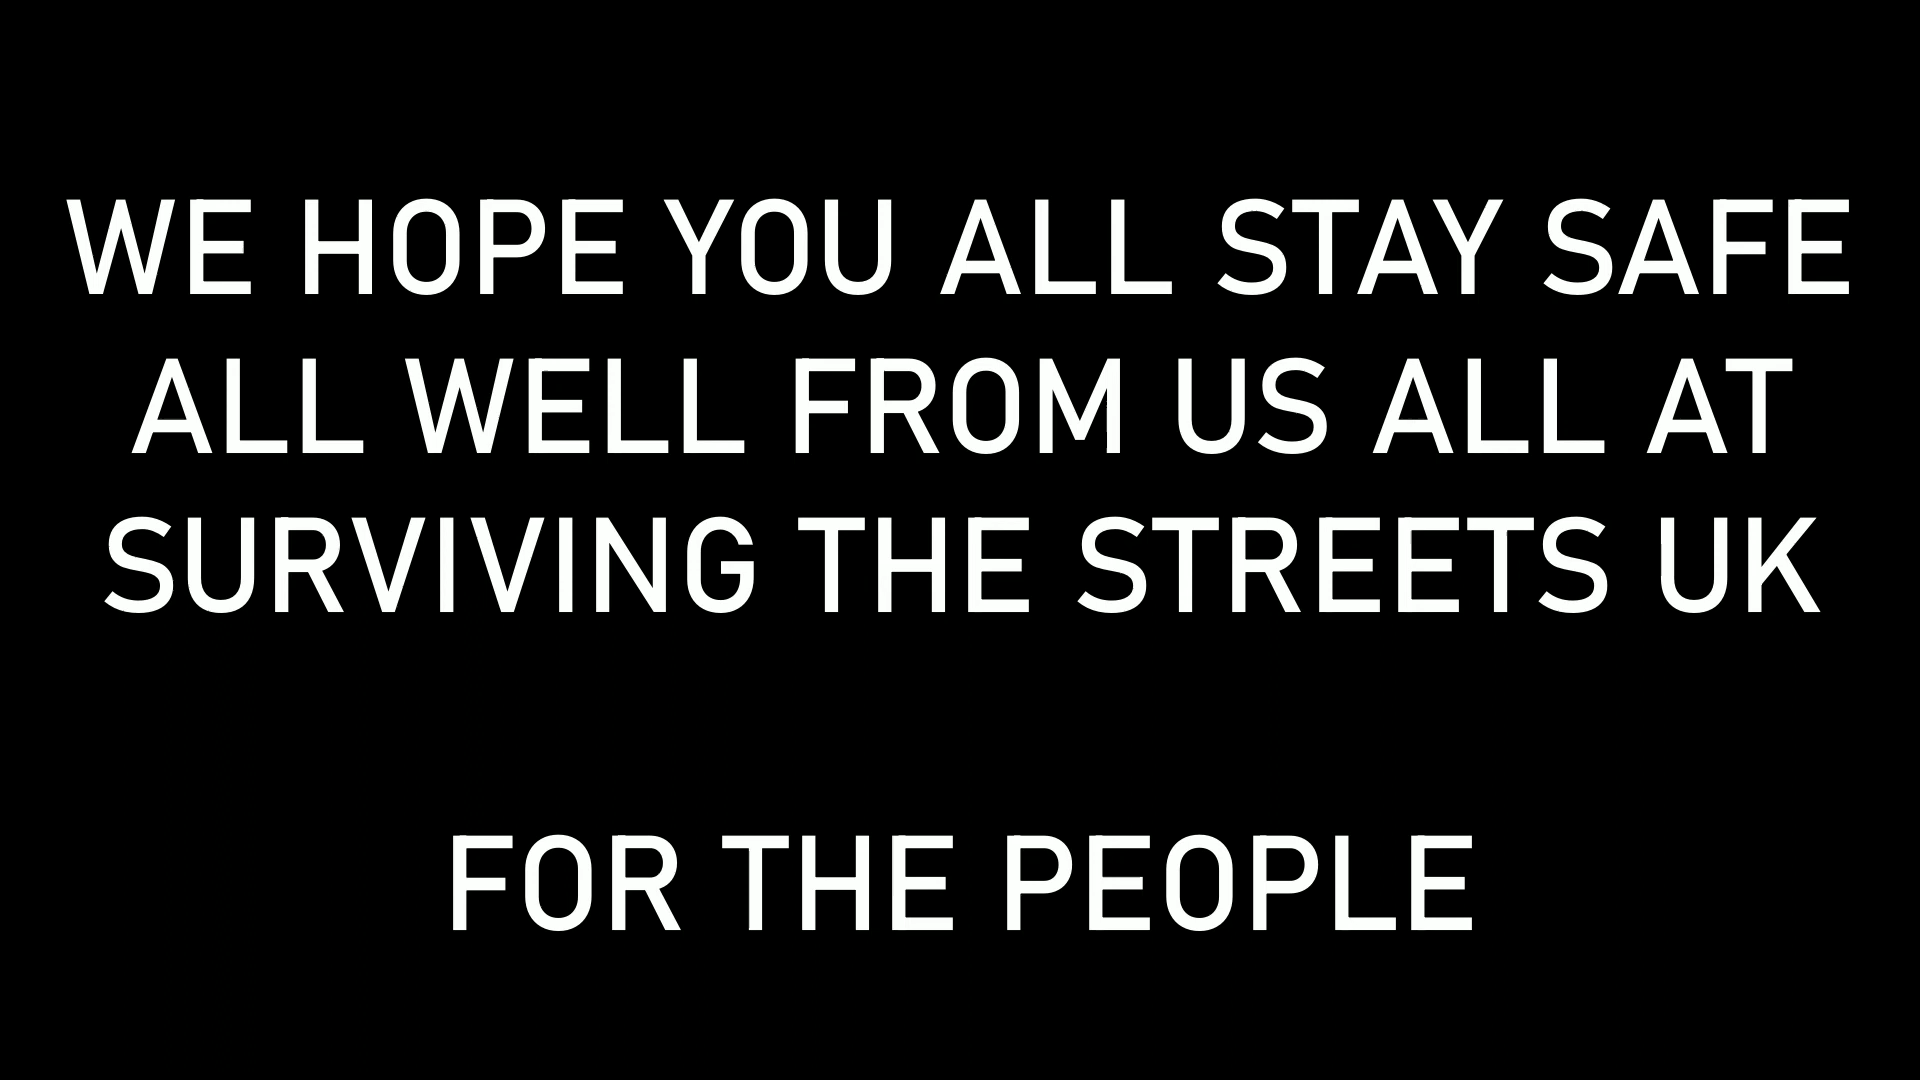 WE HOPE YOU ALL STAY SAFE
ALL WELL FROM US ALL AT
SURVIVING THE STREETS UK
FOR THE PEOPLE